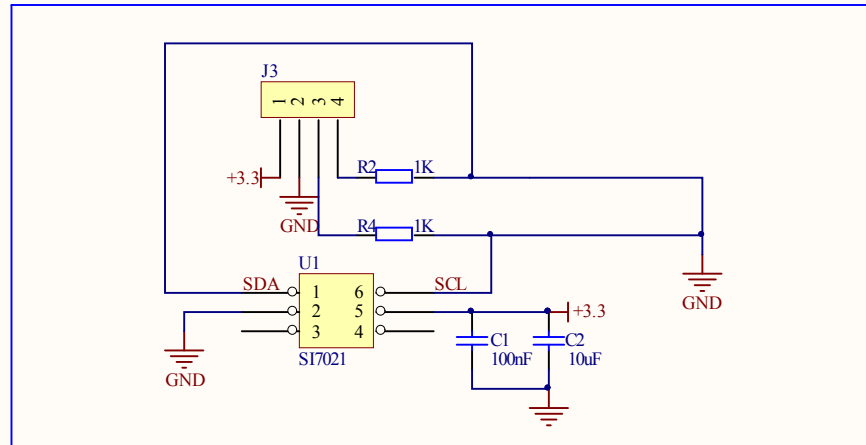 J3
1 2 3 4
+3.3
R2 1K
GND
R4 1K
U1
SDA 1 6 SCL
2 5
3 4
+3.3
GND
C1 C2
100nF 10uF
SI7021
GND